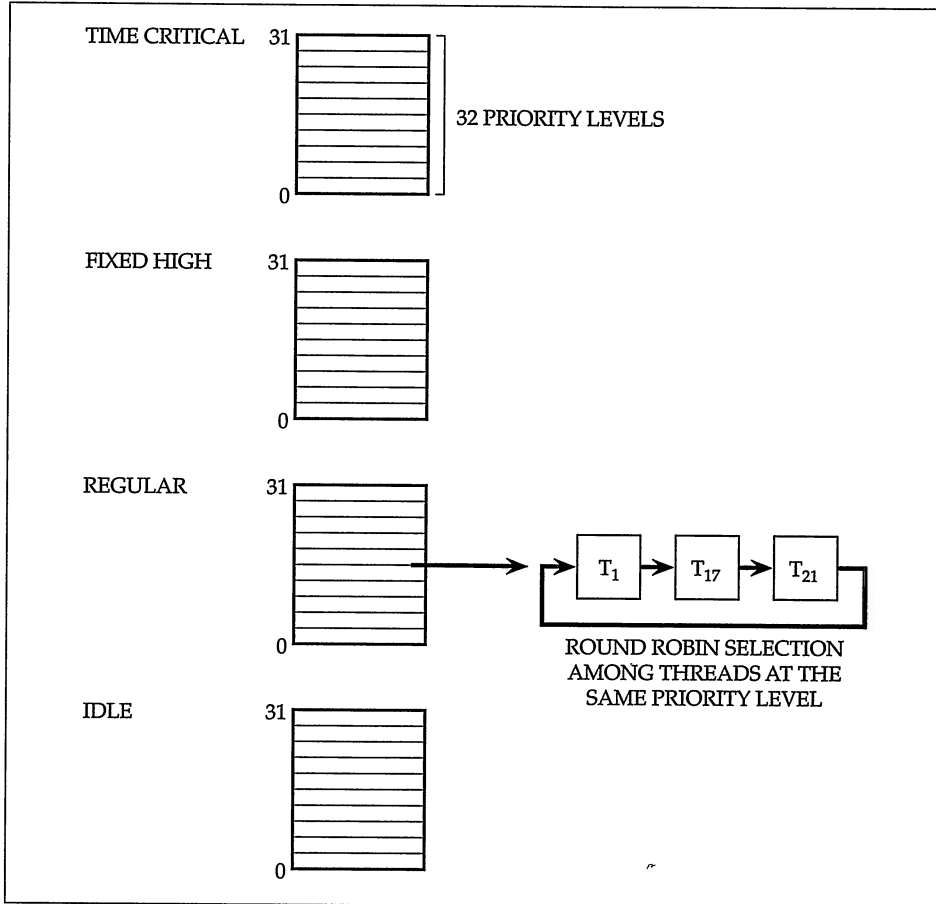 TIME CRITICAL
31
32 PRIORITY LEVELS
0
FIXED HIGH
31
0
REGULAR
31
T1
T17
T21
0
ROUND ROBIN SELECTION
AMONG THREADS AT THE
SAME PRIORITY LEVEL
IDLE
31
0